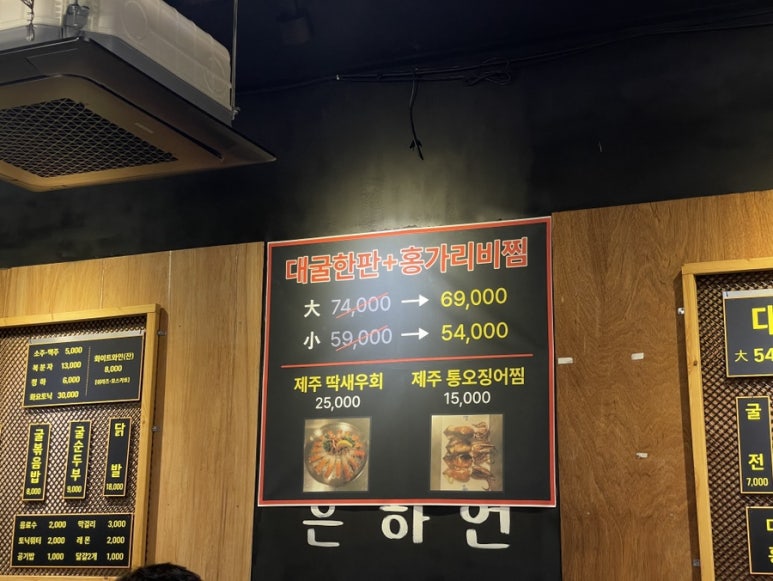 대굴한판+홍가리비찜
大 74,000 → 69,000
小 59,000 → 54,000
제주 딱새우회
25,000
제주 통오징어찜
15,000
소주·맥주 5,000
복분자 13,000
청하 6,000
화요토닉 30,000
화이트와인(잔)
8,000
굴볶음밥
8,000
굴순두부
9,000
닭발
18,000
음료수 2,000
토닉워터 2,000
공기밥 1,000
막걸리 3,000
레몬 2,000
달걀2개 1,000
大 54
굴전
7,000